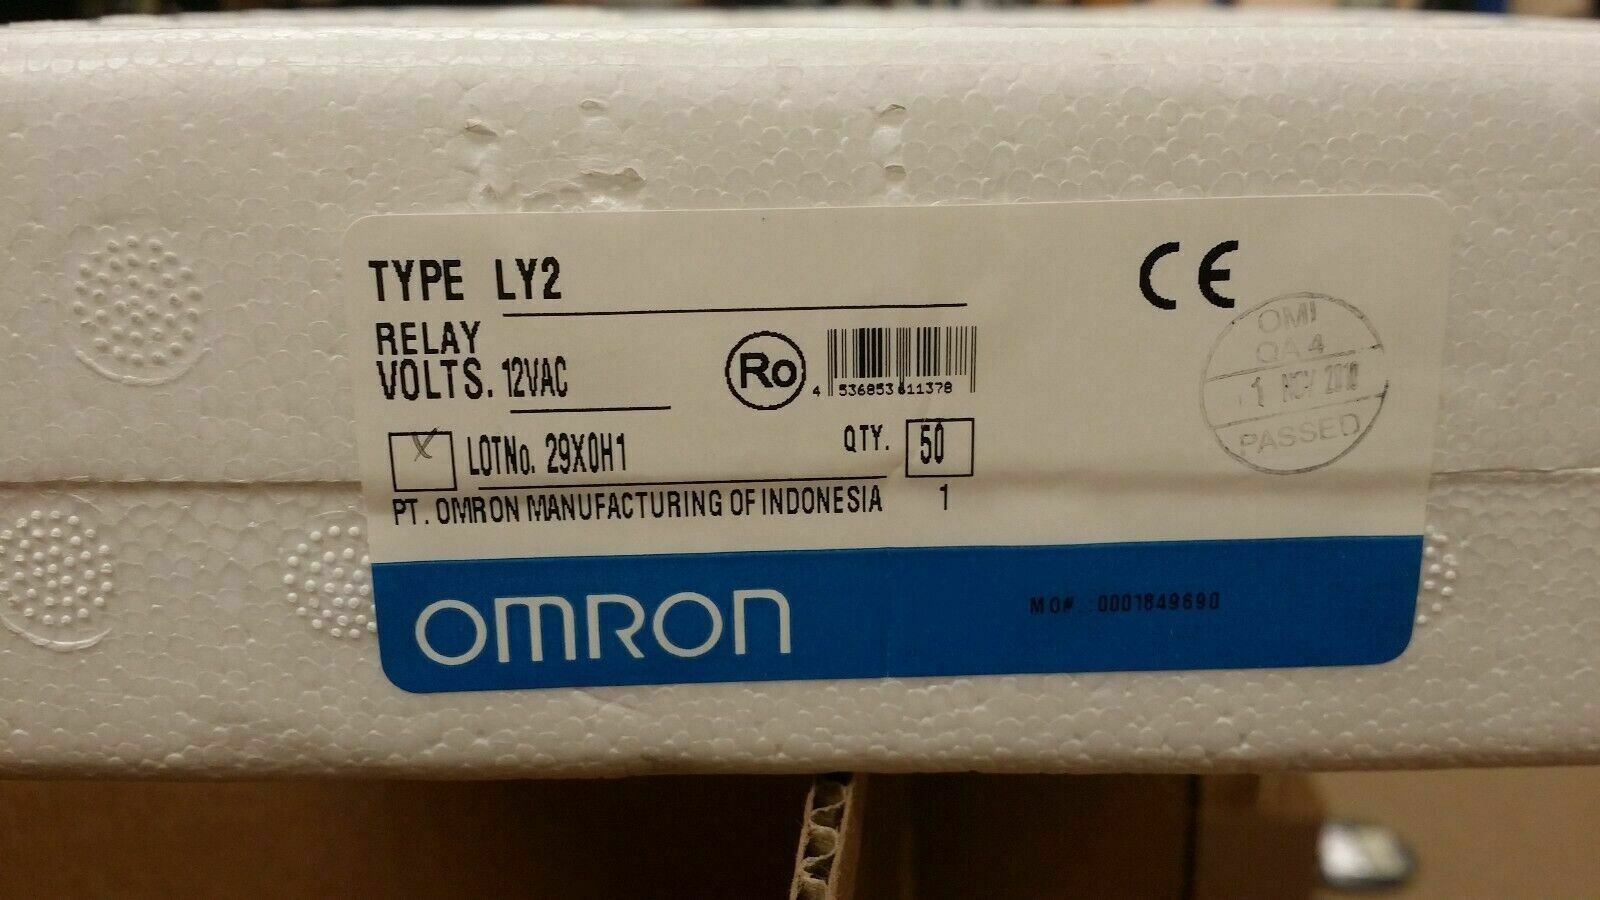 TYPE LY2
CE
RELAY
VOLTS. 12VAC
Ro
4 536853 611378
OMI
QA 4
1 NOV 2010
PASSED
X LOTNo. 29X0H1 QTY. 50
PT. OMRON MANUFACTURING OF INDONESIA 1
OMRON
MO#.:0001649690